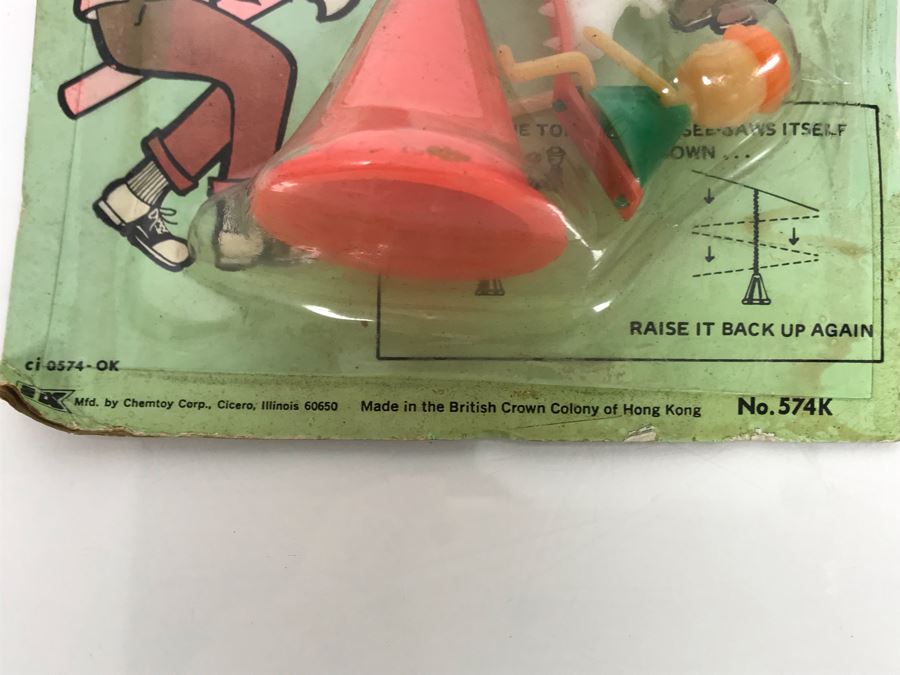 SEE-SAWS ITSELF
RAISE IT BACK UP AGAIN
ci 0574-OK
Mfd. by Chemtoy Corp., Cicero, Illinois 60650 Made in the British Crown Colony of Hong Kong No. 574K